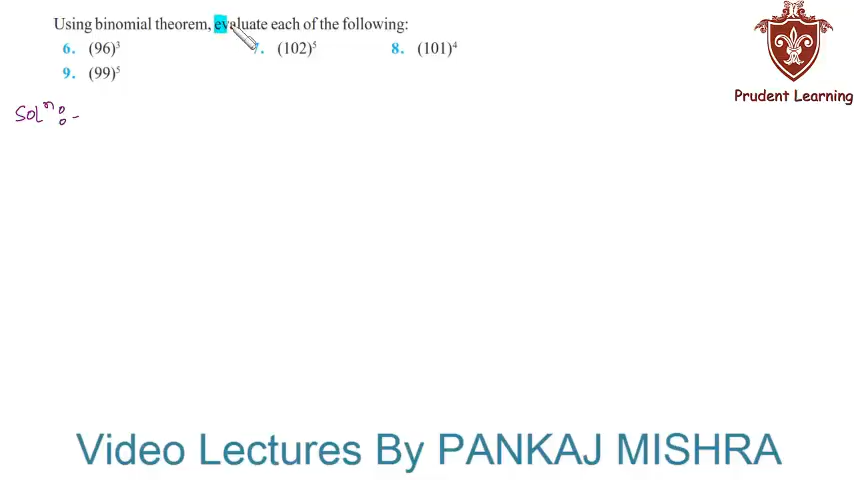 Using binomial theorem, evaluate each of the following:
6. (96)³ 7. (102)⁵ 8. (101)⁴
9. (99)⁵
Prudent Learning
Solⁿ :-
Video Lectures By PANKAJ MISHRA